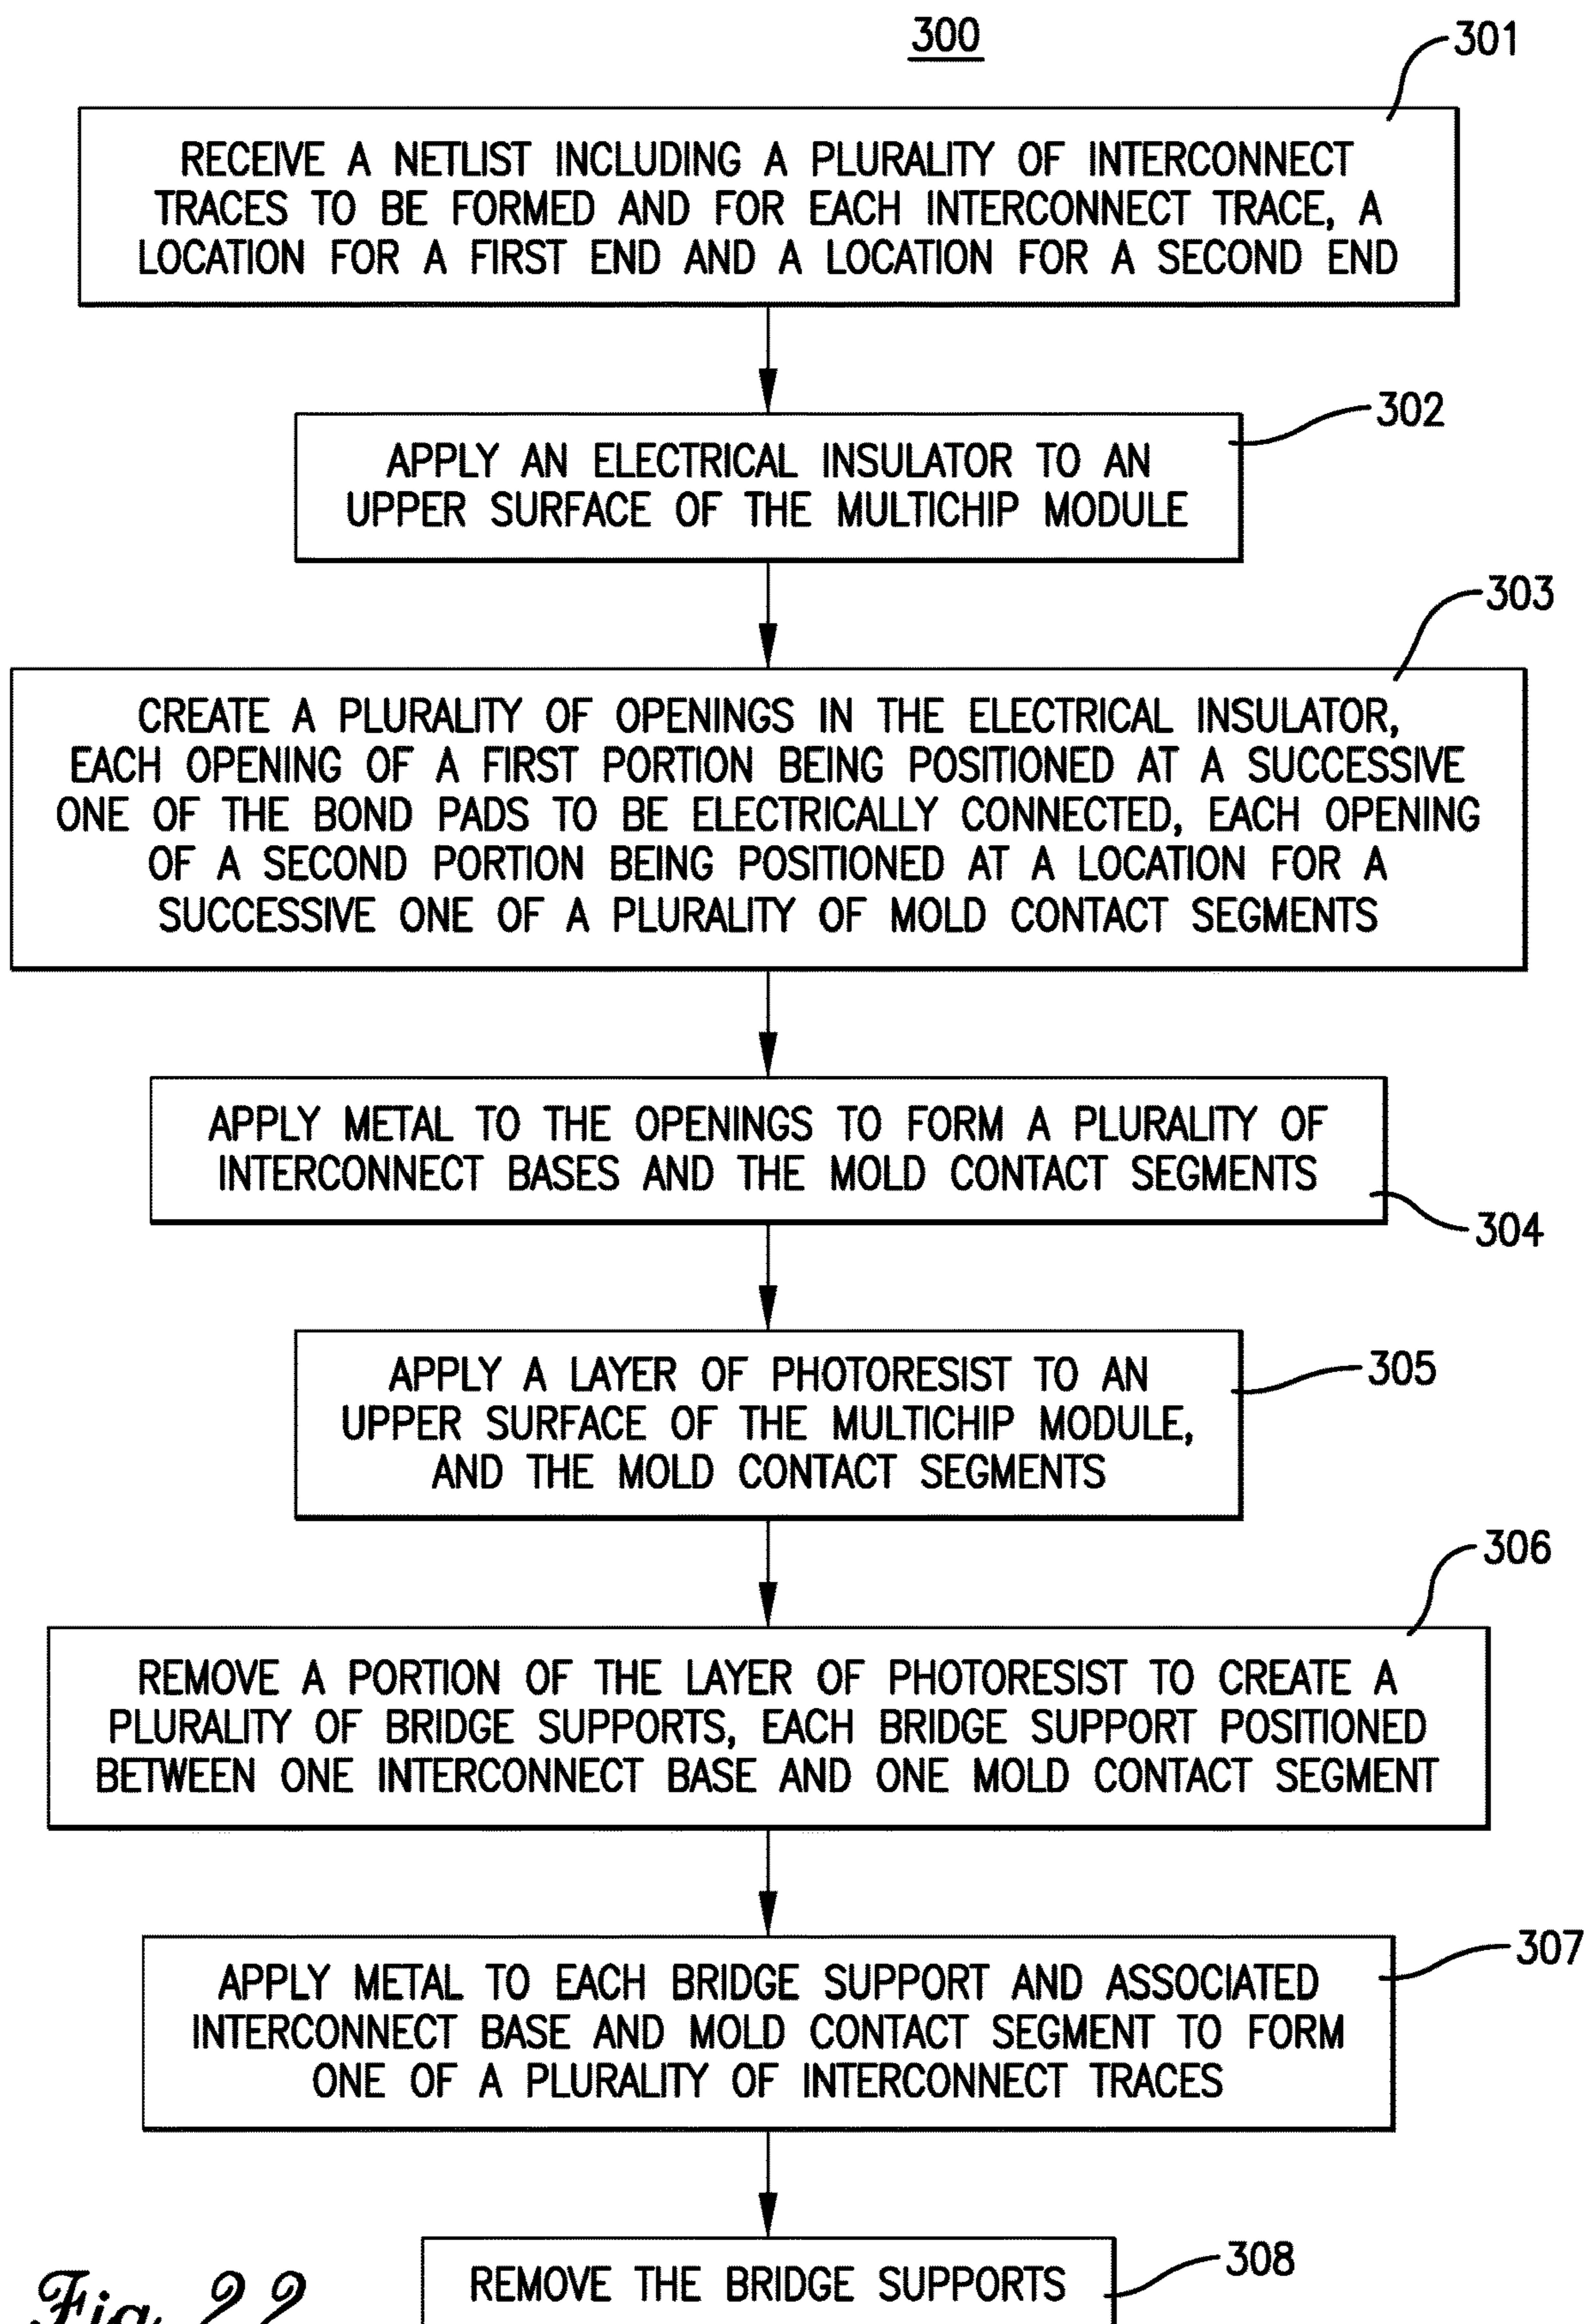 300
301
RECEIVE A NETLIST INCLUDING A PLURALITY OF INTERCONNECT
TRACES TO BE FORMED AND FOR EACH INTERCONNECT TRACE, A
LOCATION FOR A FIRST END AND A LOCATION FOR A SECOND END
302
APPLY AN ELECTRICAL INSULATOR TO AN
UPPER SURFACE OF THE MULTICHIP MODULE
303
CREATE A PLURALITY OF OPENINGS IN THE ELECTRICAL INSULATOR,
EACH OPENING OF A FIRST PORTION BEING POSITIONED AT A SUCCESSIVE
ONE OF THE BOND PADS TO BE ELECTRICALLY CONNECTED, EACH OPENING
OF A SECOND PORTION BEING POSITIONED AT A LOCATION FOR A
SUCCESSIVE ONE OF A PLURALITY OF MOLD CONTACT SEGMENTS
APPLY METAL TO THE OPENINGS TO FORM A PLURALITY OF
INTERCONNECT BASES AND THE MOLD CONTACT SEGMENTS
304
APPLY A LAYER OF PHOTORESIST TO AN
UPPER SURFACE OF THE MULTICHIP MODULE,
AND THE MOLD CONTACT SEGMENTS
305
306
REMOVE A PORTION OF THE LAYER OF PHOTORESIST TO CREATE A
PLURALITY OF BRIDGE SUPPORTS, EACH BRIDGE SUPPORT POSITIONED
BETWEEN ONE INTERCONNECT BASE AND ONE MOLD CONTACT SEGMENT
307
APPLY METAL TO EACH BRIDGE SUPPORT AND ASSOCIATED
INTERCONNECT BASE AND MOLD CONTACT SEGMENT TO FORM
ONE OF A PLURALITY OF INTERCONNECT TRACES
308
REMOVE THE BRIDGE SUPPORTS
Fig. 22